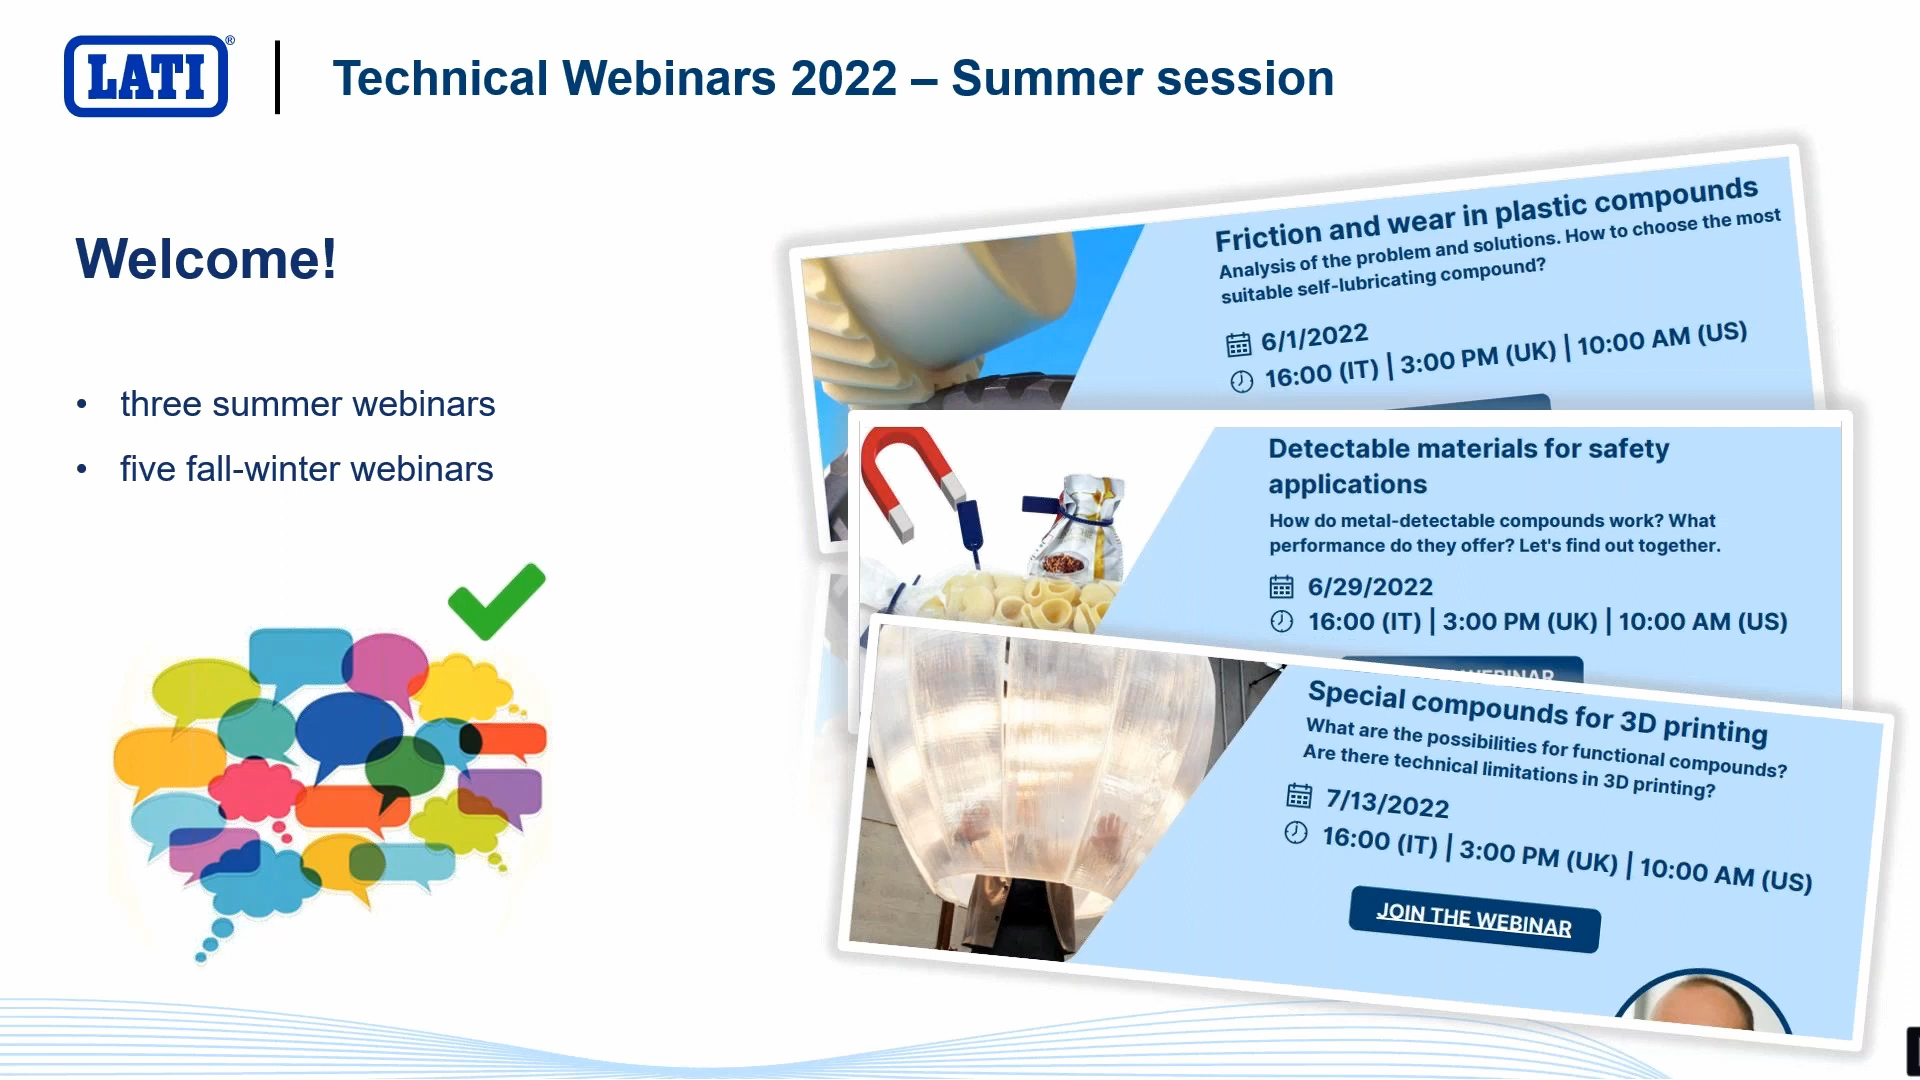 LATI®
Technical Webinars 2022 – Summer session
Welcome!
• three summer webinars
• five fall-winter webinars
Friction and wear in plastic compounds
Analysis of the problem and solutions. How to choose the most
suitable self-lubricating compound?
6/1/2022
16:00 (IT) | 3:00 PM (UK) | 10:00 AM (US)
Detectable materials for safety
applications
How do metal-detectable compounds work? What
performance do they offer? Let's find out together.
6/29/2022
16:00 (IT) | 3:00 PM (UK) | 10:00 AM (US)
WEBINAR
Special compounds for 3D printing
What are the possibilities for functional compounds?
Are there technical limitations in 3D printing?
7/13/2022
16:00 (IT) | 3:00 PM (UK) | 10:00 AM (US)
JOIN THE WEBINAR